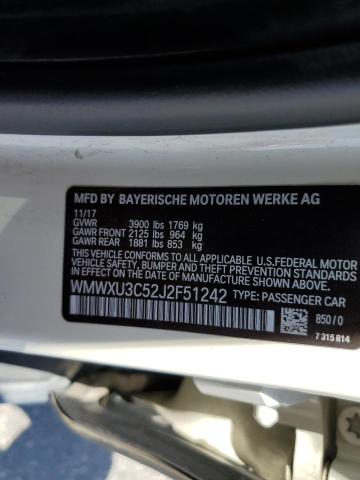 MFD BY BAYERISCHE MOTOREN WERKE AG
11/17
GVWR 3900 lbs 1769 kg
GAWR FRONT 2125 lbs 964 kg
GAWR REAR 1881 lbs 853 kg
THIS VEHICLE CONFORMS TO ALL APPLICABLE U.S. FEDERAL MOTOR
VEHICLE SAFETY, BUMPER, AND THEFT PREVENTION STANDARDS IN
EFFECT ON THE DATE OF MANUFACTURE SHOWN ABOVE.
WMWXU3C52J2F51242 TYPE: PASSENGER CAR
850/0
7 315 814